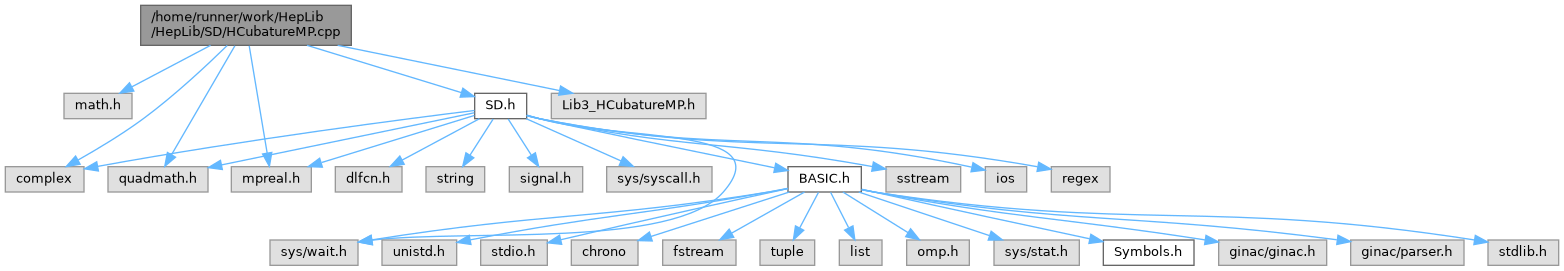 /home/runner/work/HepLib
/HepLib/SD/HCubatureMP.cpp
math.h
SD.h
Lib3_HCubatureMP.h
complex
quadmath.h
mpreal.h
dlfcn.h
string
signal.h
sys/syscall.h
BASIC.h
sstream
ios
regex
sys/wait.h
unistd.h
stdio.h
chrono
fstream
tuple
list
omp.h
sys/stat.h
Symbols.h
ginac/ginac.h
ginac/parser.h
stdlib.h